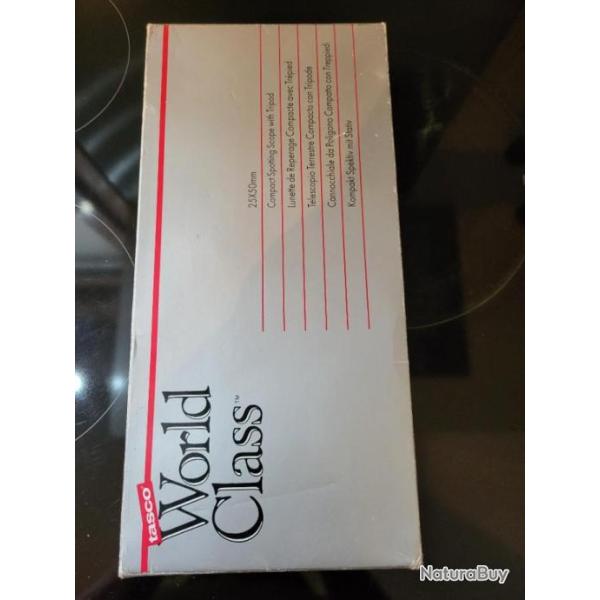 tasco®
World
Class™
25X50mm
Compact Spotting Scope with Tripod
Lunette de Reperage Compacte avec Trépied
Telescopio Terrestre Compacto con Tripode
Cannocchiale da Poligono Compatto con Treppiedi
Kompakt Spektiv mit Stativ
NaturaBuy